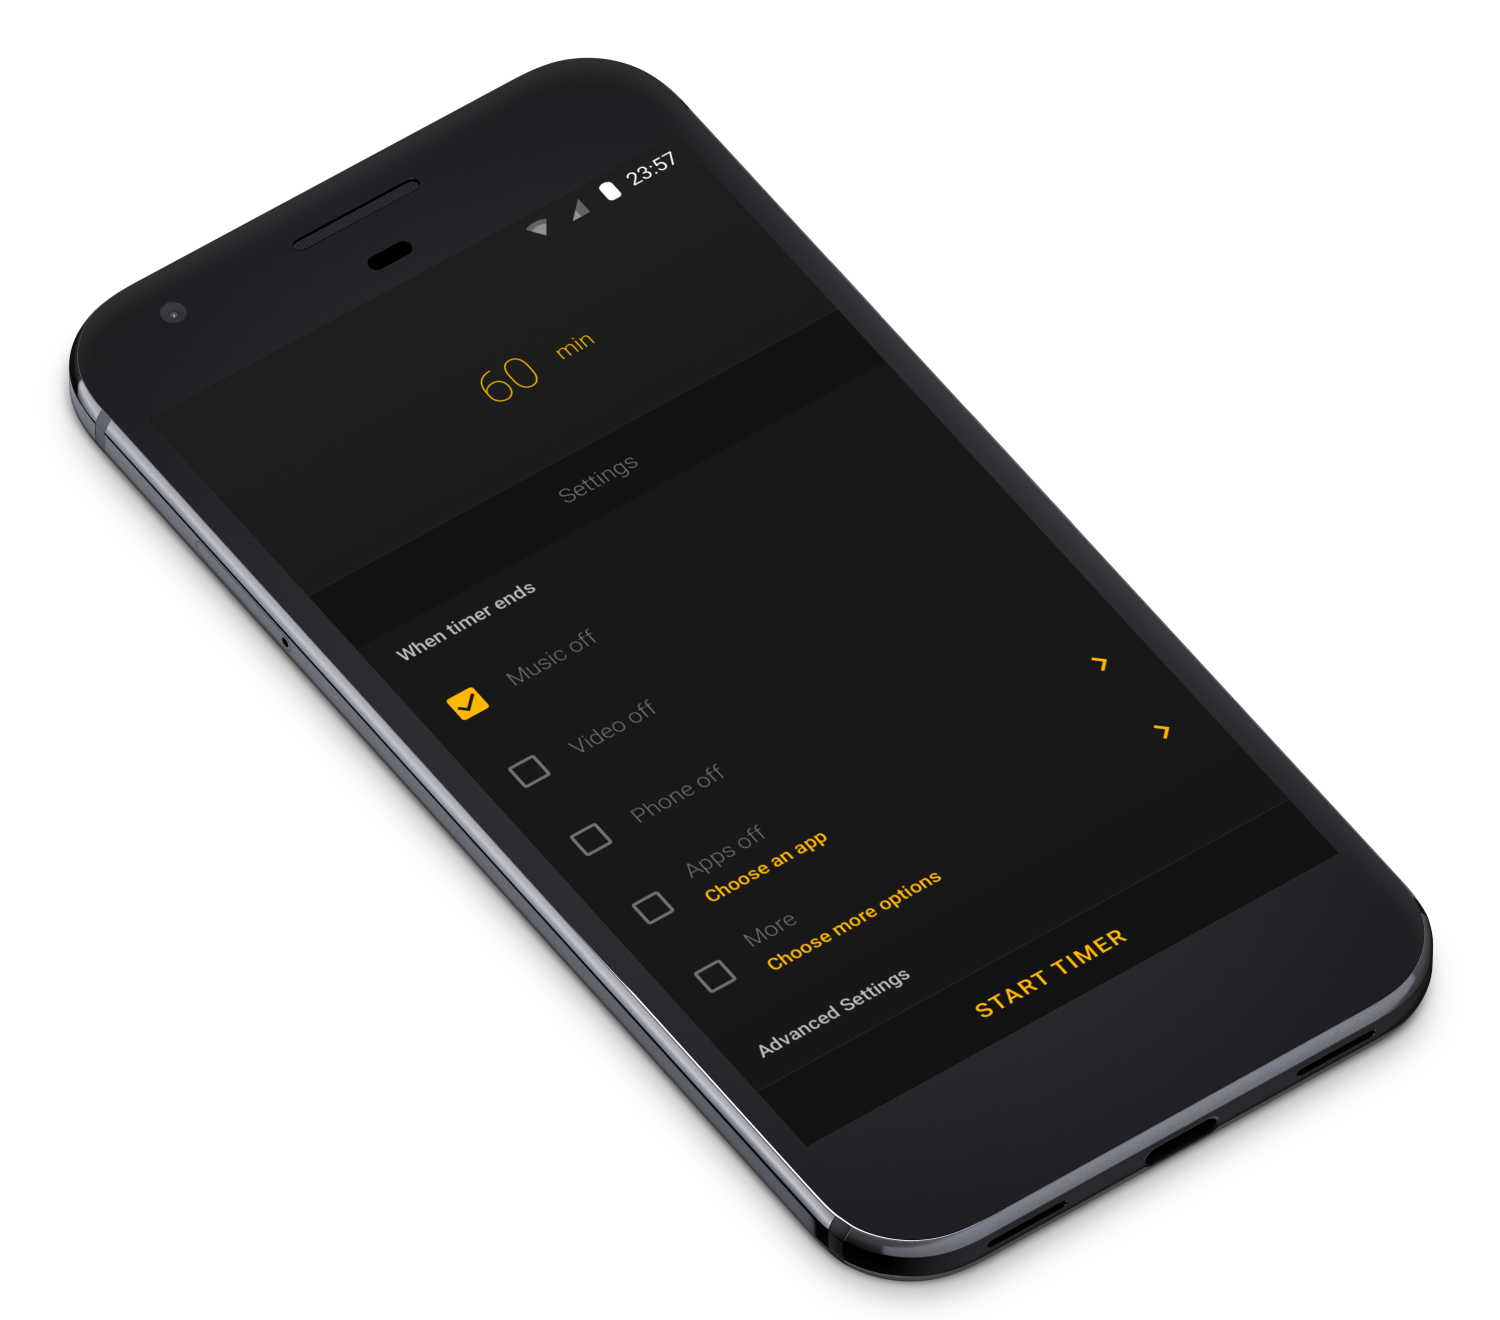 23:57
60 min
Settings
When timer ends
Music off
Video off
Phone off
Apps off
Choose an app
More
Choose more options
Advanced Settings
START TIMER